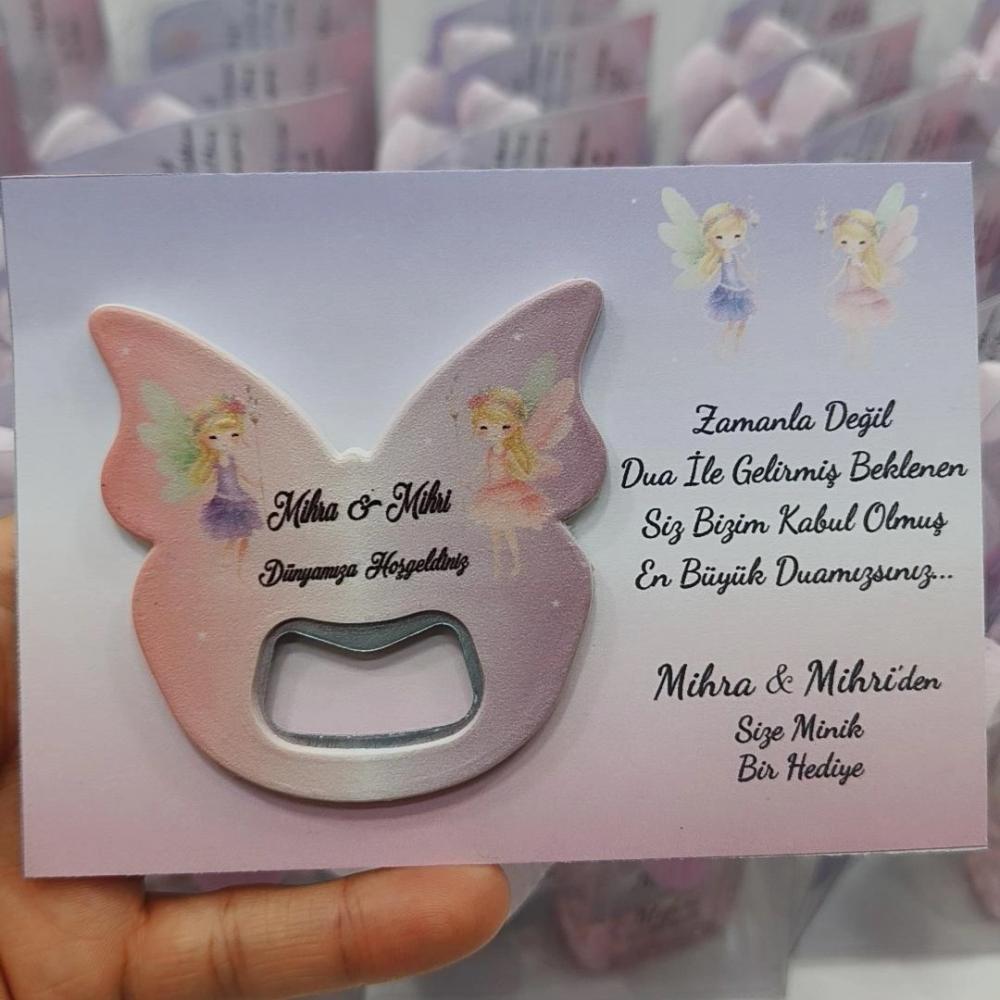 Mihra & Mihri
Dünyamıza Hoşgeldiniz
Zamanla Değil
Dua İle Gelirmiş Beklenen
Siz Bizim Kabul Olmuş
En Büyük Duamızsınız...
Mihra & Mihri'den
Size Minik
Bir Hediye